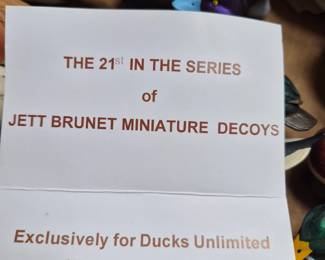 THE 21st IN THE SERIES
of
JETT BRUNET MINIATURE DECOYS
Exclusively for Ducks Unlimited